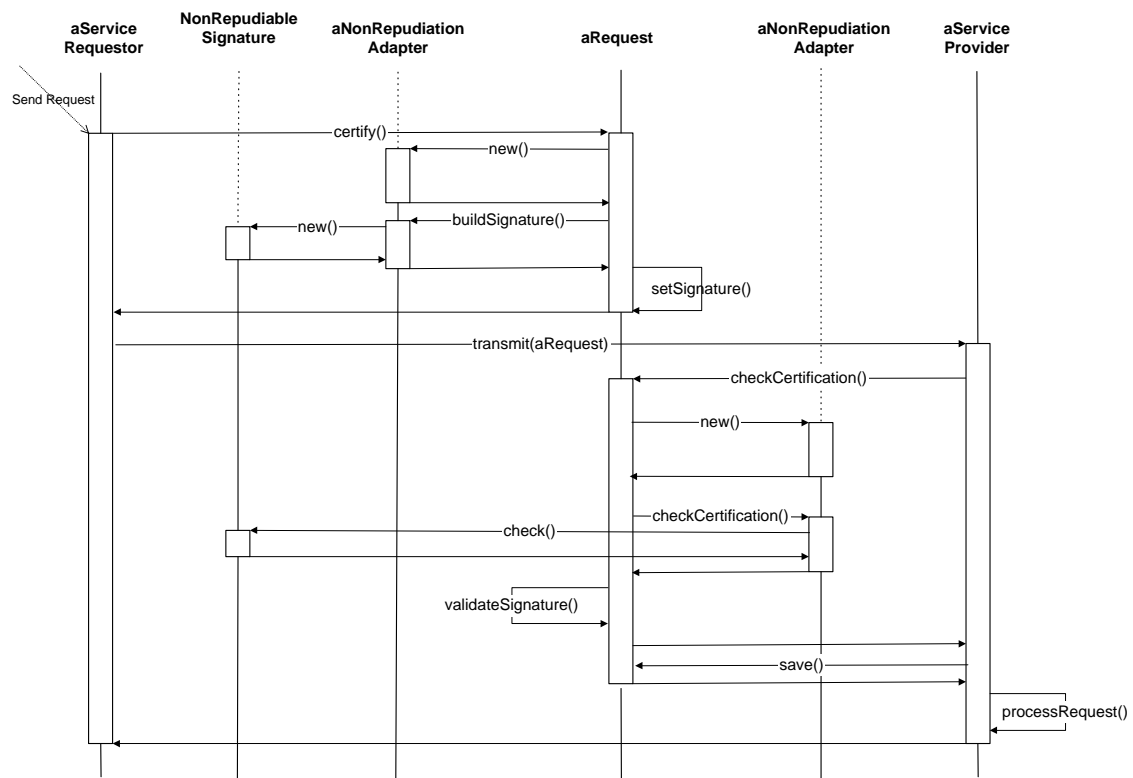 aService
Requestor
NonRepudiable
Signature
aNonRepudiation
Adapter
aRequest
aNonRepudiation
Adapter
aService
Provider
Send Request
certify()
new()
buildSignature()
new()
setSignature()
transmit(aRequest)
checkCertification()
new()
checkCertification()
check()
validateSignature()
save()
processRequest()